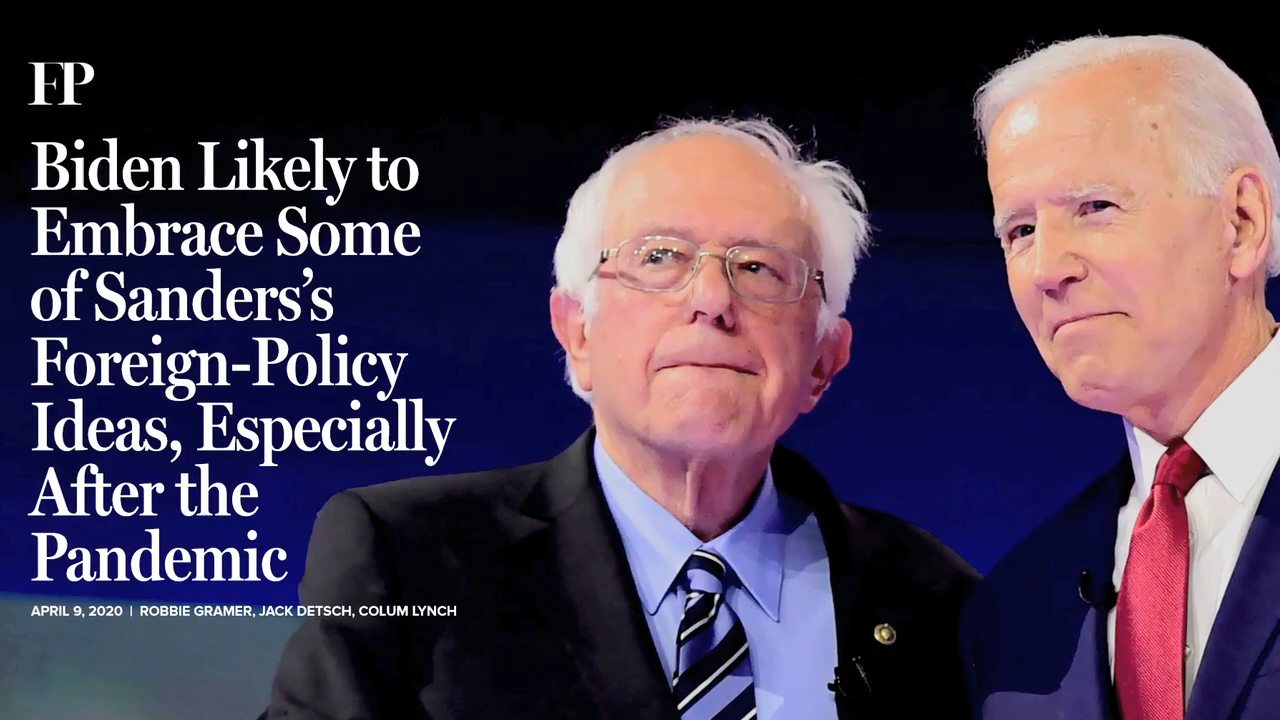 FP
Biden Likely to
Embrace Some
of Sanders’s
Foreign-Policy
Ideas, Especially
After the
Pandemic
APRIL 9, 2020 | ROBBIE GRAMER, JACK DETSCH, COLUM LYNCH